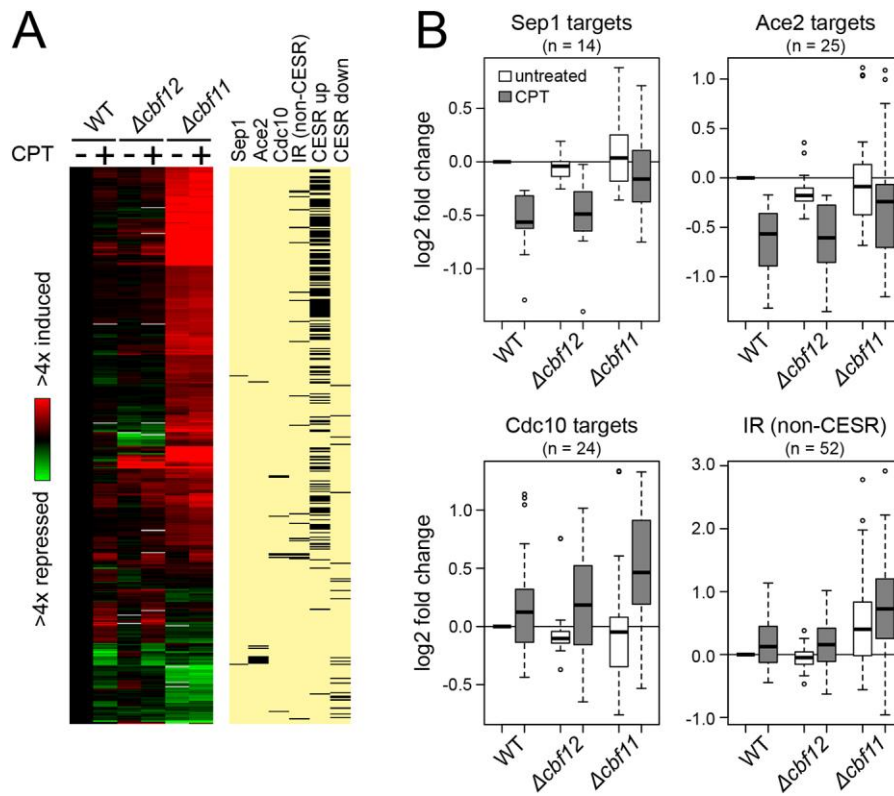 A
WT
Δcbf12
Δcbf11
CPT
- + - + - +
Sep1
Ace2
Cdc10
IR (non-CESR)
CESR up
CESR down
>4x induced
>4x repressed
B
Sep1 targets
(n = 14)
untreated
CPT
log2 fold change
0.5
0.0
-0.5
-1.0
WT
Δcbf12
Δcbf11
Ace2 targets
(n = 25)
1.0
0.5
0.0
-0.5
-1.0
WT
Δcbf12
Δcbf11
Cdc10 targets
(n = 24)
log2 fold change
1.0
0.5
0.0
-0.5
WT
Δcbf12
Δcbf11
IR (non-CESR)
(n = 52)
3.0
2.0
1.0
0.0
-1.0
WT
Δcbf12
Δcbf11